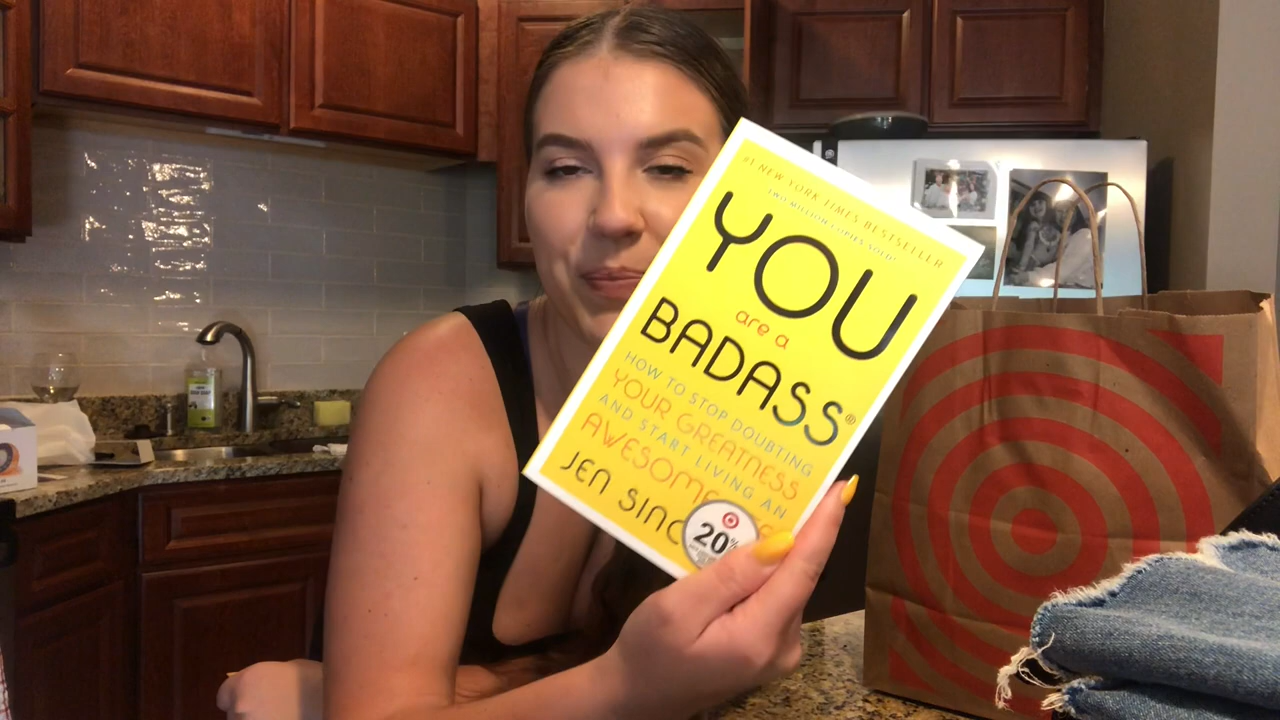 #1 NEW YORK TIMES BESTSELLER
TWO MILLION COPIES SOLD!
YOU
are a
BADASS®
HOW TO STOP DOUBTING
YOUR GREATNESS
AND START LIVING AN
AWESOME
JEN SINC
20%